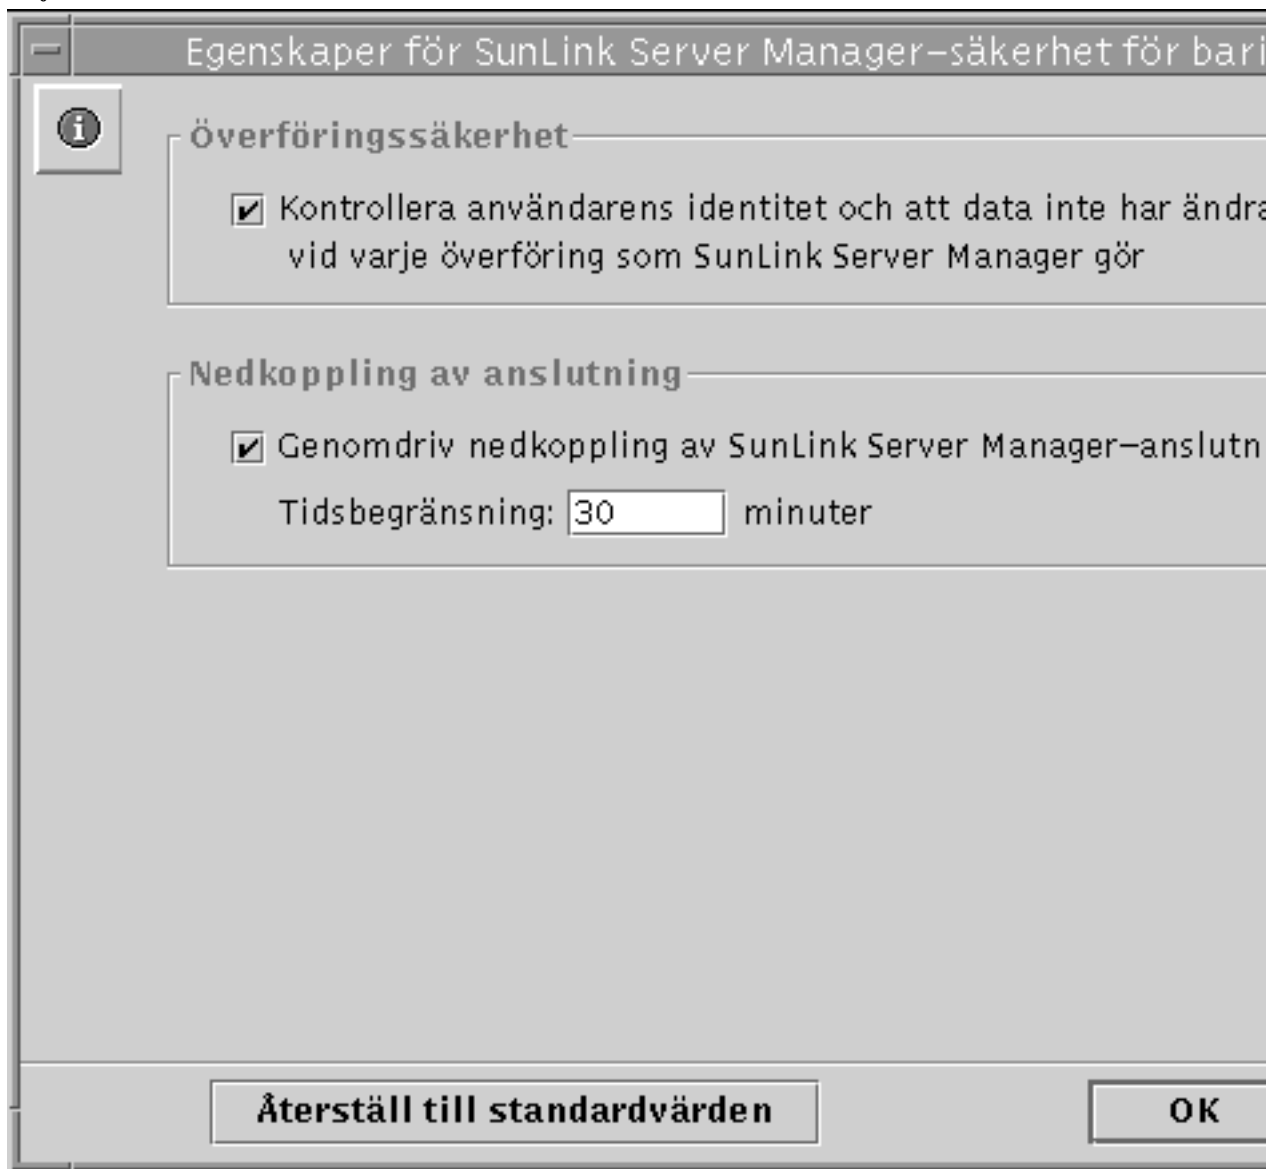 Egenskaper för SunLink Server Manager–säkerhet för bari
Överföringssäkerhet
Kontrollera användarens identitet och att data inte har ändra
vid varje överföring som SunLink Server Manager gör
Nedkoppling av anslutning
Genomdriv nedkoppling av SunLink Server Manager–anslutn
Tidsbegränsning: 30 minuter
Återställ till standardvärden OK